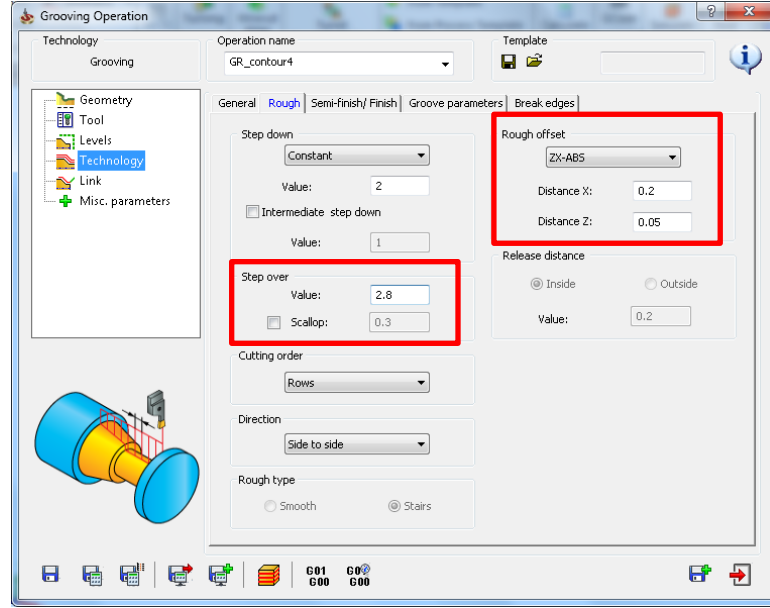 Grooving Operation
Technology
Grooving
Operation name
GR_contour4
Template
Geometry
Tool
Levels
Technology
Link
Misc. parameters
General
Rough
Semi-finish/ Finish
Groove parameters
Break edges
Step down
Constant
Value:
2
Intermediate step down
Value:
1
Step over
Value:
2.8
Scallop:
0.3
Cutting order
Rows
Direction
Side to side
Rough type
Smooth
Stairs
Rough offset
ZX-ABS
Distance X:
0.2
Distance Z:
0.05
Release distance
Inside
Outside
Value:
0.2
G01
G00
G0
G00